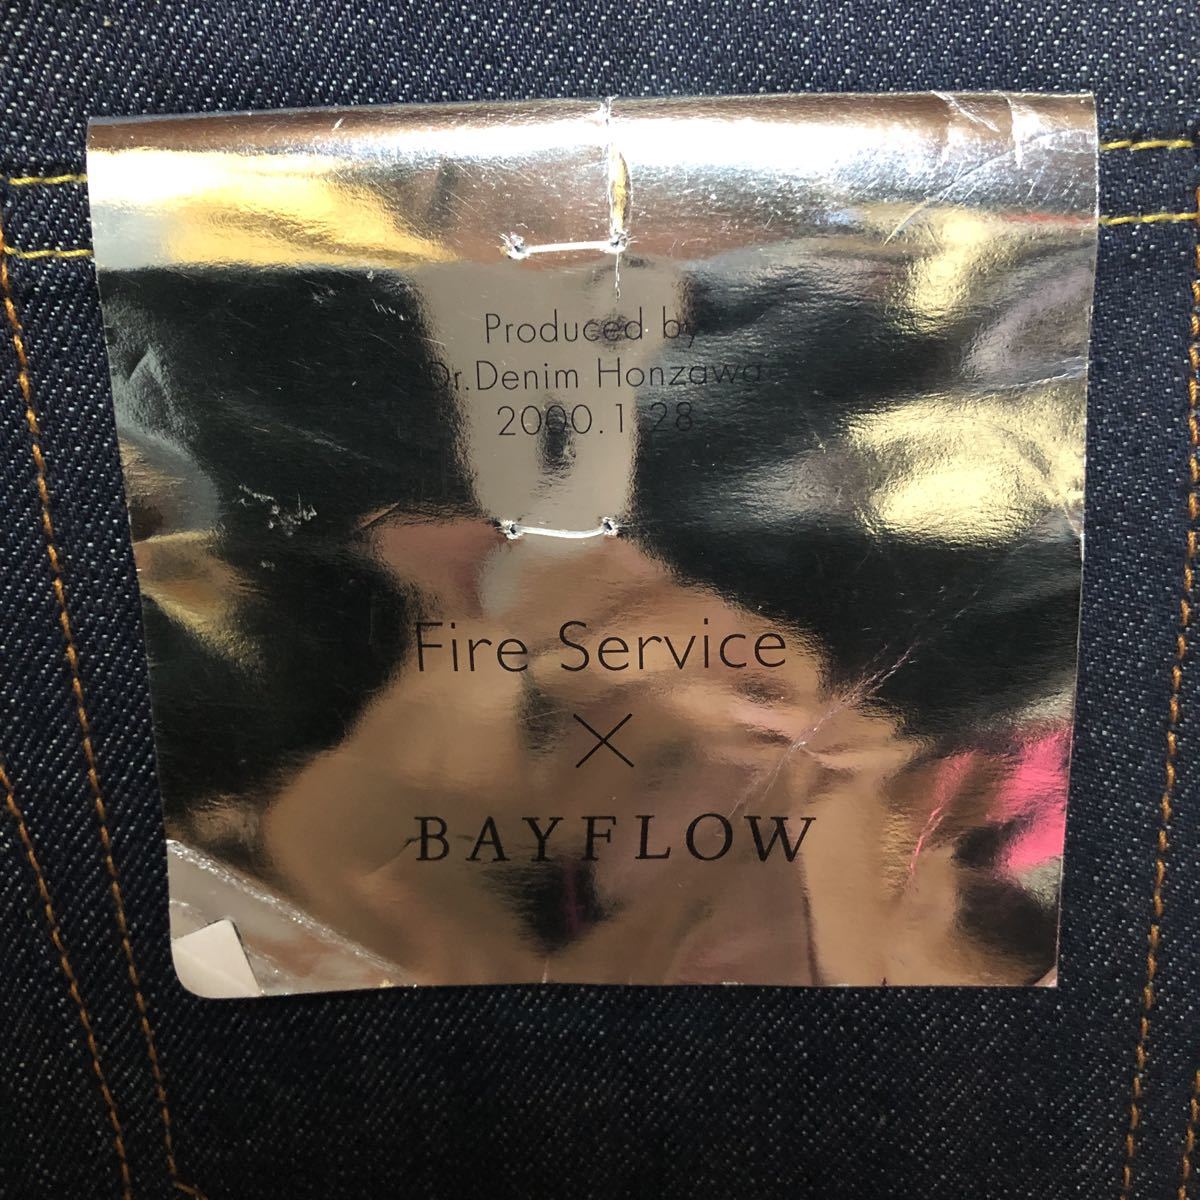 Produced by
Dr.Denim Honzawa
2000.1.28
Fire Service
×
BAYFLOW